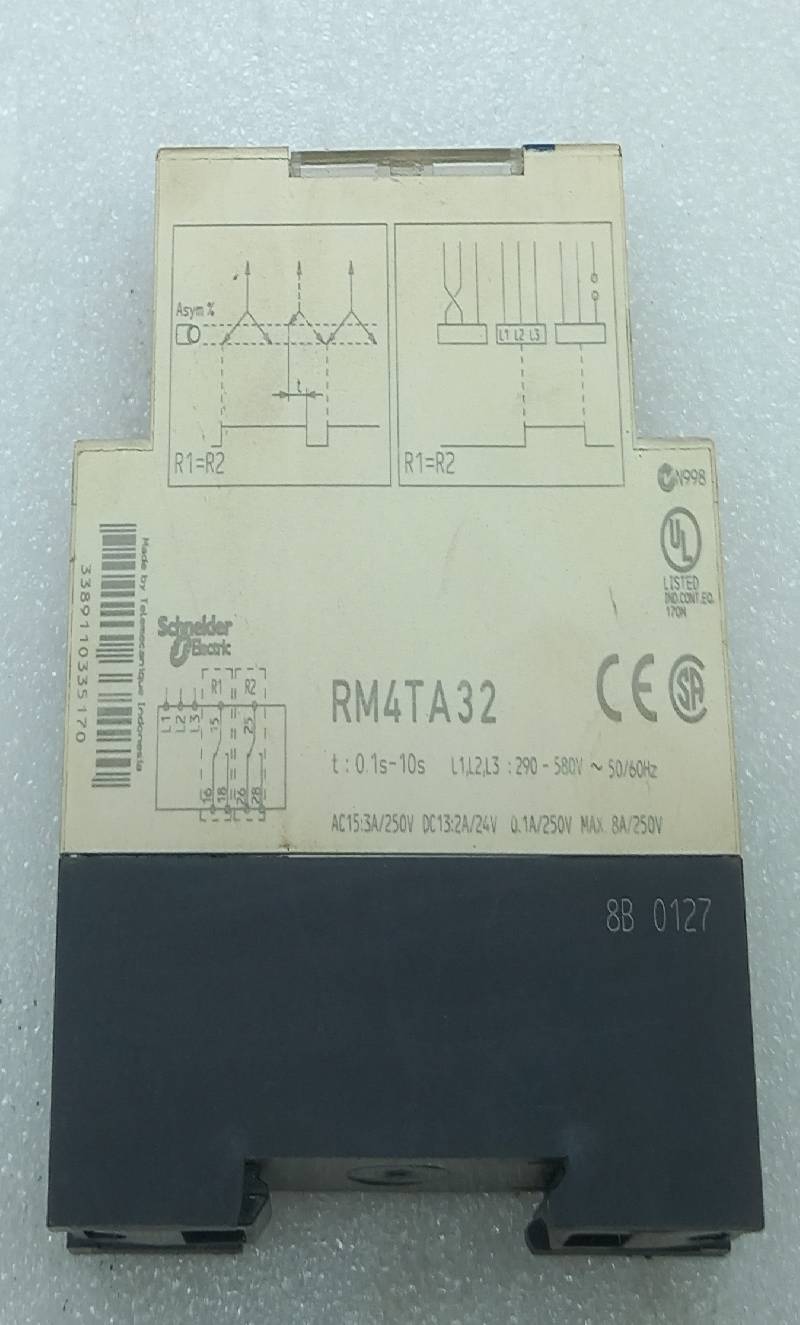 Asym %
t
R1=R2
L1 L2 L3
R1=R2
N998
UL
LISTED
IND.CONT.EQ.
170M
Made by Telemecanique Indonesia
3389110335170
Schneider
Electric
R1 R2
L1 L2 L3 15 25
16 18 26 28
RM4TA32
CE SA
t : 0.1s-10s L1,L2,L3 : 290 - 580V ~ 50/60Hz
AC15:3A/250V DC13:2A/24V 0.1A/250V MAX. 8A/250V
8B 0127